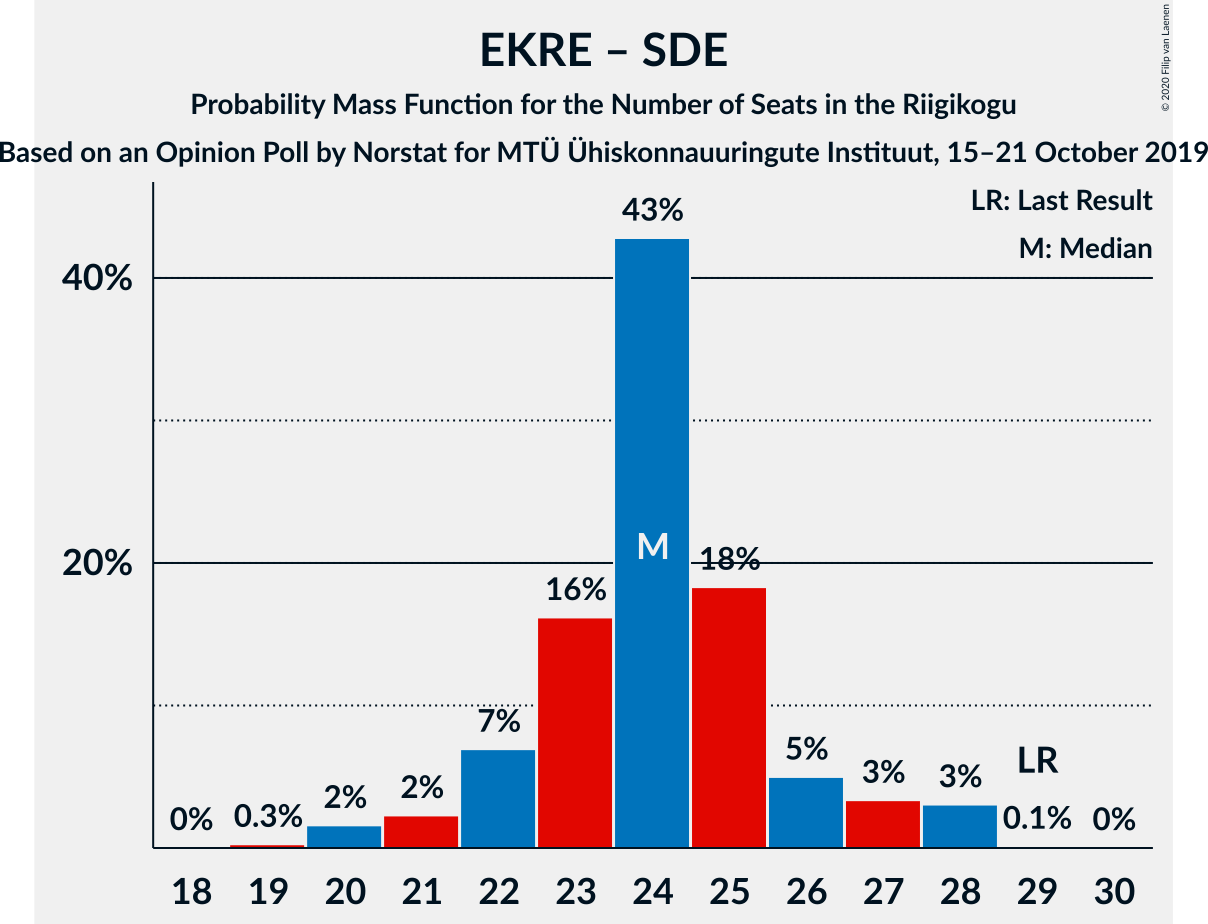 EKRE – SDE
Probability Mass Function for the Number of Seats in the Riigikogu
Based on an Opinion Poll by Norstat for MTÜ Ühiskonnauuringute Instituut, 15–21 October 2019
© 2020 Filip van Laenen
LR: Last Result
M: Median
43%
40%
M
20%
18%
16%
7%
5%
LR
3%
3%
2%
2%
0.3%
0%
0.1%
0%
18 19 20 21 22 23 24 25 26 27 28 29 30